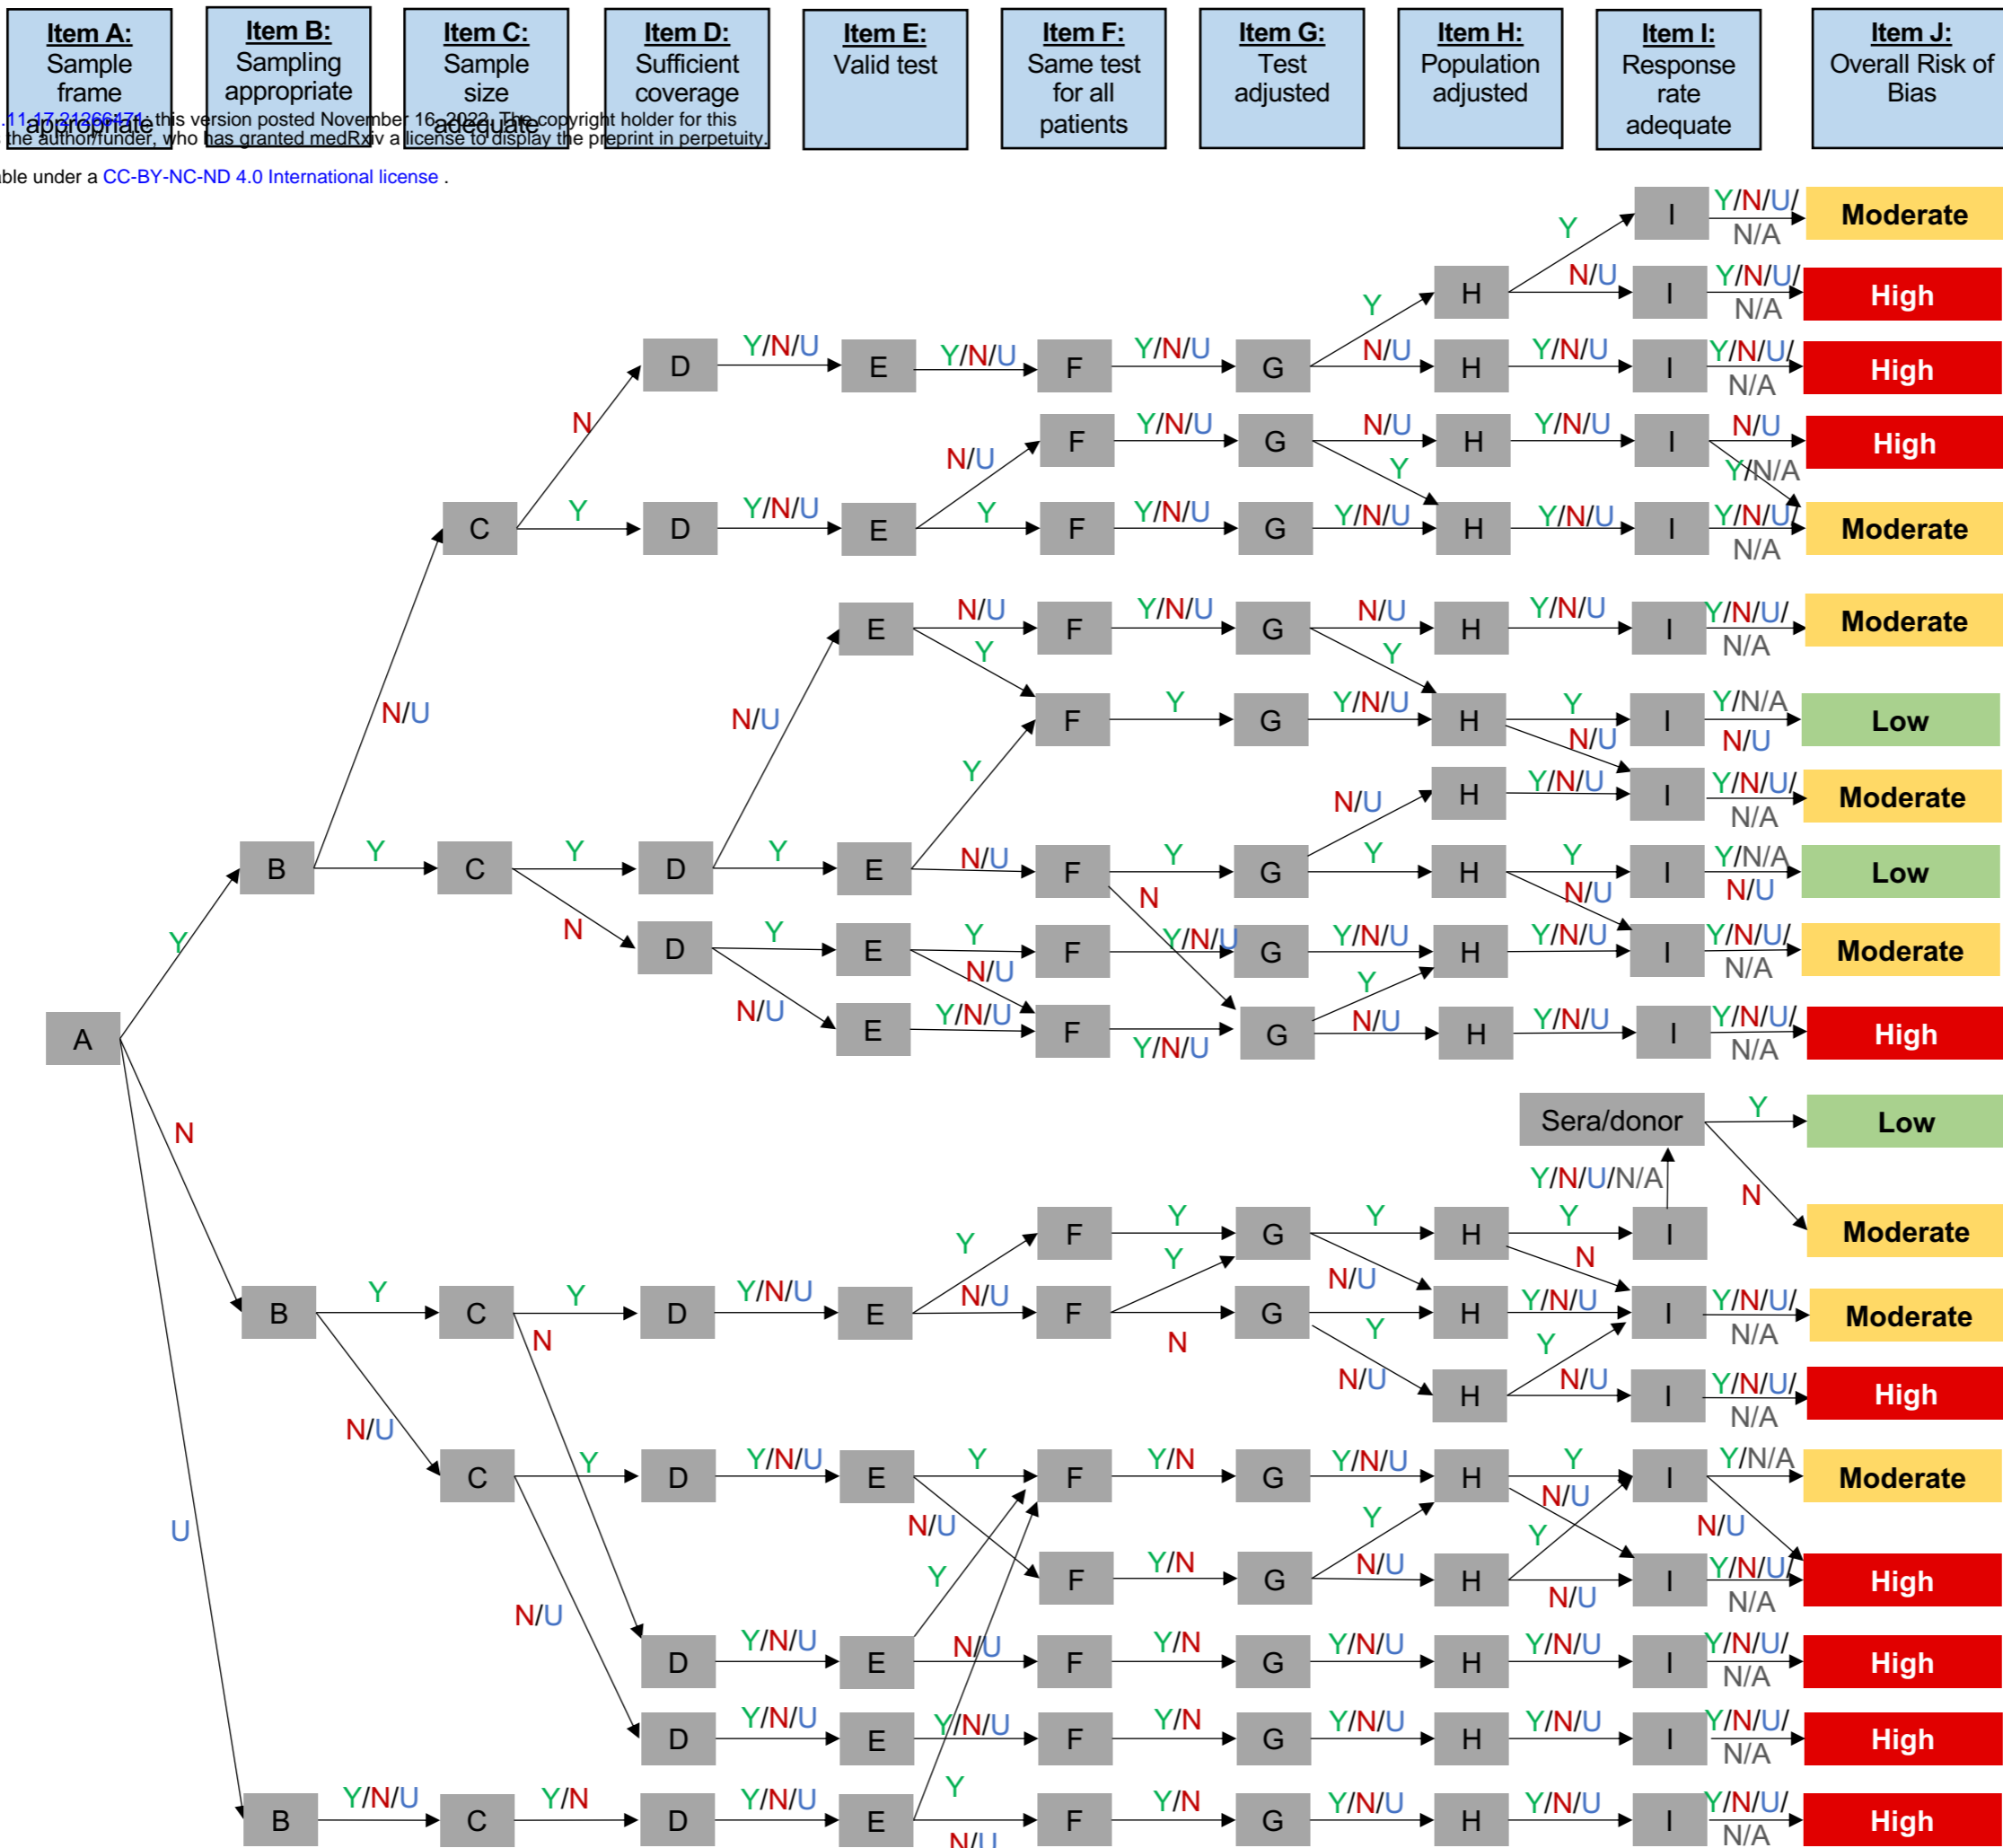 Item A:
Sample
frame
appropriate
Item B:
Sampling
appropriate
Item C:
Sample
size
adequate
Item D:
Sufficient
coverage
Item E:
Valid test
Item F:
Same test
for all
patients
Item G:
Test
adjusted
Item H:
Population
adjusted
Item I:
Response
rate
adequate
Item J:
Overall Risk of
Bias
.11.17.21266471; this version posted November 16, 2022. The copyright holder for this
the author/funder, who has granted medRxiv a license to display the preprint in perpetuity.
able under a CC-BY-NC-ND 4.0 International license .
Y I Y/N/U/ N/A Moderate
Y H N/U I Y/N/U/ N/A High
N D Y/N/U E Y/N/U F Y/N/U G N/U H Y/N/U I Y/N/U/ N/A High
N/U F Y/N/U G N/U H Y/N/U I N/U High
Y Y/N/A
C Y D Y/N/U E Y F Y/N/U G Y/N/U H Y/N/U I Y/N/U/ N/A Moderate
E N/U F Y/N/U G N/U H Y/N/U I Y/N/U/ N/A Moderate
Y Y
N/U N/U F Y G Y/N/U H Y I Y/N/A N/U Low
N/U
Y N/U H Y/N/U I Y/N/U/ N/A Moderate
B Y C Y D Y E N/U F Y G Y H Y I Y/N/A N/U Low
N N/U
Y N D Y E Y F Y/N/U G Y/N/U H Y/N/U I Y/N/U/ N/A Moderate
N/U Y
A N/U E Y/N/U F Y/N/U G N/U H Y/N/U I Y/N/U/ N/A High
Sera/donor Y Low
N Y/N/U/N/A N
Y F Y G Y H Y I Moderate
Y N/U N
B Y C Y D Y/N/U E N/U F N G H Y/N/U I Y/N/U/ N/A Moderate
N Y Y
N/U H N/U I Y/N/U/ N/A High
N/U C Y D Y/N/U E Y F Y/N G Y/N/U H Y I Y/N/A Moderate
N/U Y N/U Y N/U
U Y F Y/N G N/U H N/U I Y/N/U/ N/A High
N/U D Y/N/U E N/U F Y/N G Y/N/U H Y/N/U I Y/N/U/ N/A High
D Y/N/U E Y/N/U F Y/N G Y/N/U H Y/N/U I Y/N/U/ N/A High
Y
B Y/N/U C Y/N D Y/N/U E N/U F Y/N G Y/N/U H Y/N/U I Y/N/U/ N/A High